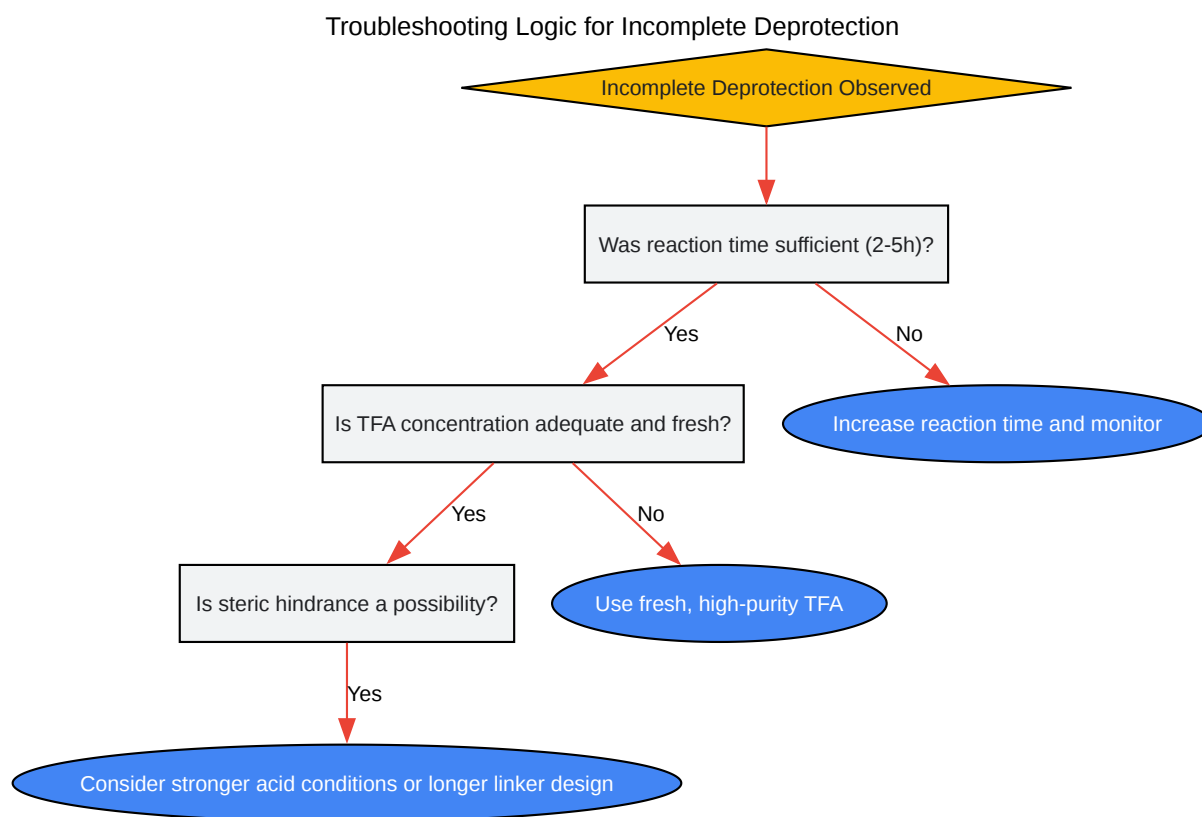 Troubleshooting Logic for Incomplete Deprotection
Incomplete Deprotection Observed
Was reaction time sufficient (2-5h)?
Yes
No
Is TFA concentration adequate and fresh?
Increase reaction time and monitor
Yes
No
Is steric hindrance a possibility?
Use fresh, high-purity TFA
Yes
Consider stronger acid conditions or longer linker design